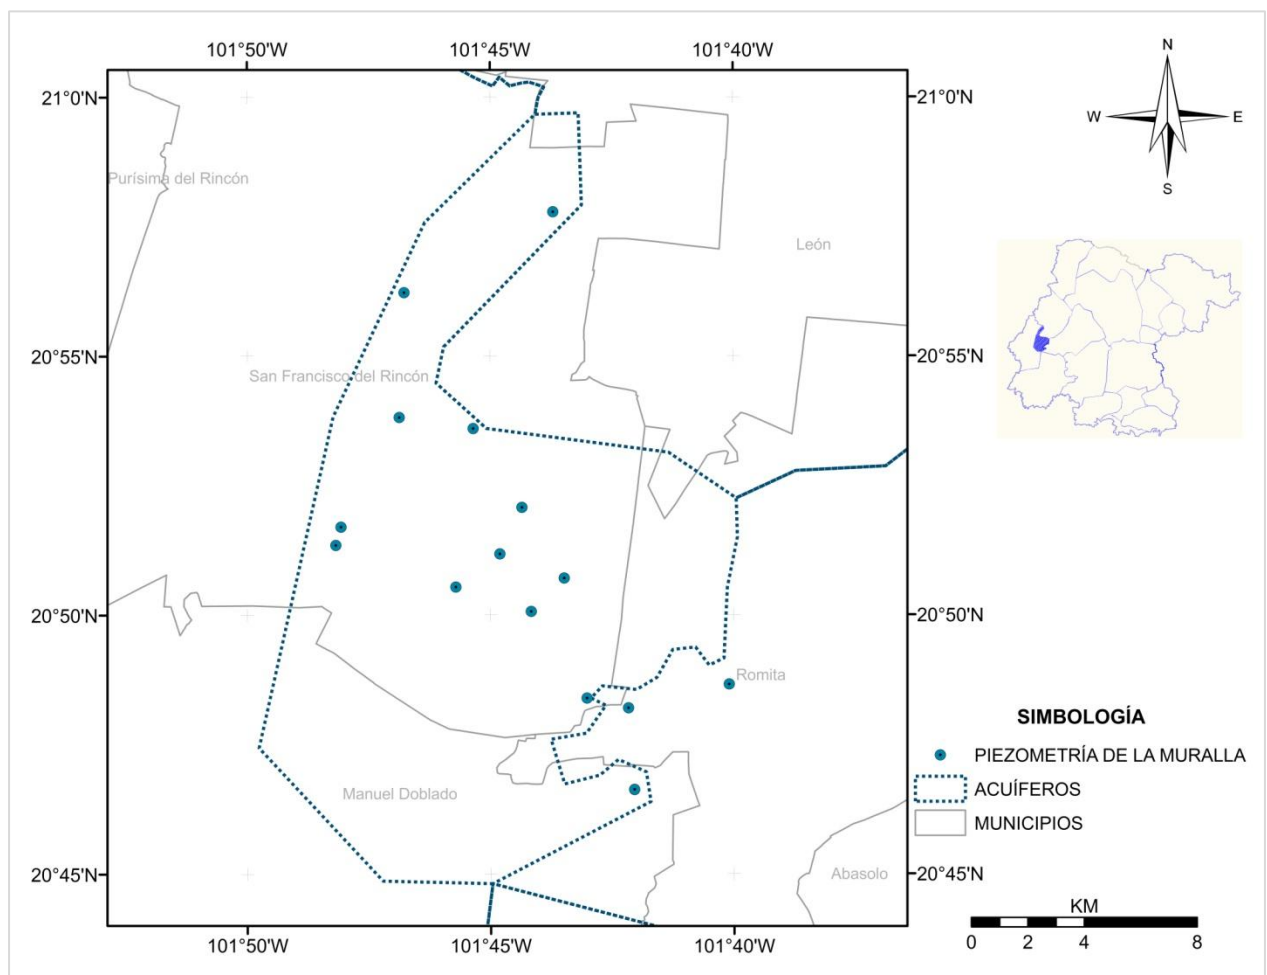 101°50'W 101°45'W 101°40'W
N
21°0'N 21°0'N
W E
Purísima del Rincón
S
León
20°55'N 20°55'N
San Francisco del Rincón
20°50'N 20°50'N
Romita
SIMBOLOGÍA
PIEZOMETRÍA DE LA MURALLA
Manuel Doblado
ACUÍFEROS
MUNICIPIOS
Abasolo
20°45'N 20°45'N
KM
0 2 4 8
101°50'W 101°45'W 101°40'W